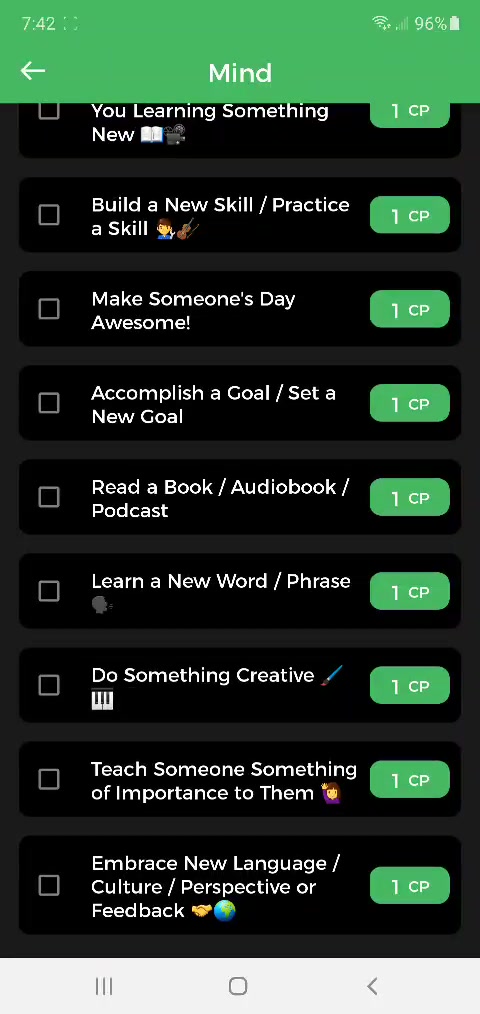 7:42
96%
Mind
You Learning Something
New 📖🎥
1 CP
Build a New Skill / Practice
a Skill 👨‍🎤🎻
1 CP
Make Someone's Day
Awesome!
1 CP
Accomplish a Goal / Set a
New Goal
1 CP
Read a Book / Audiobook /
Podcast
1 CP
Learn a New Word / Phrase
🗣
1 CP
Do Something Creative 🖌
🎹
1 CP
Teach Someone Something
of Importance to Them 🙋‍♀️
1 CP
Embrace New Language /
Culture / Perspective or
Feedback 🤝🌍
1 CP